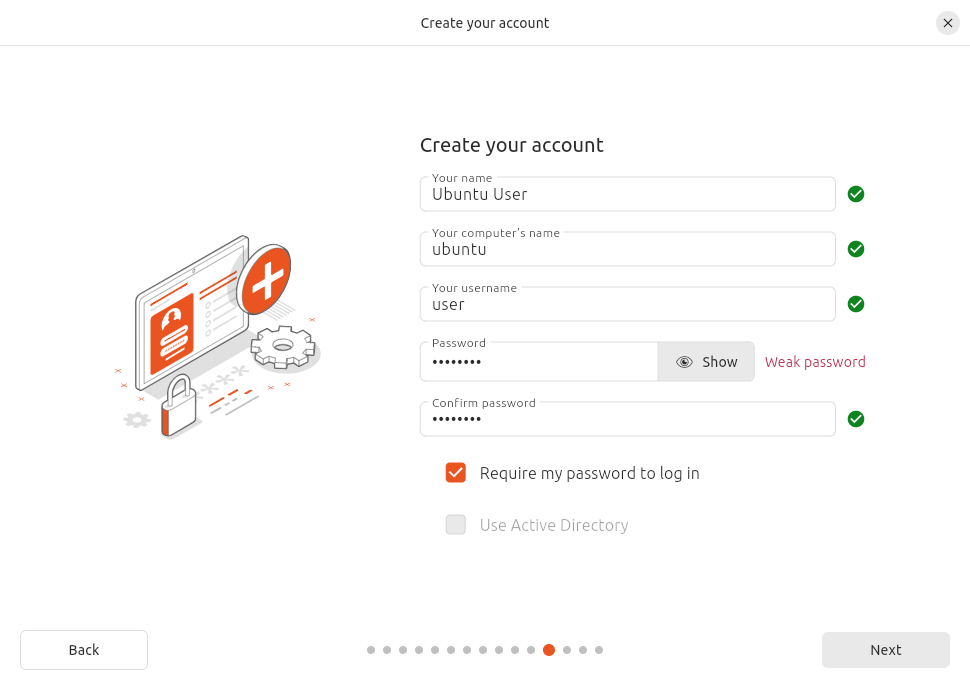 Create your account
Create your account
Your name
Ubuntu User
Your computer's name
ubuntu
Your username
user
Password
••••••••
Show
Weak password
Confirm password
••••••••
Require my password to log in
Use Active Directory
Back
Next